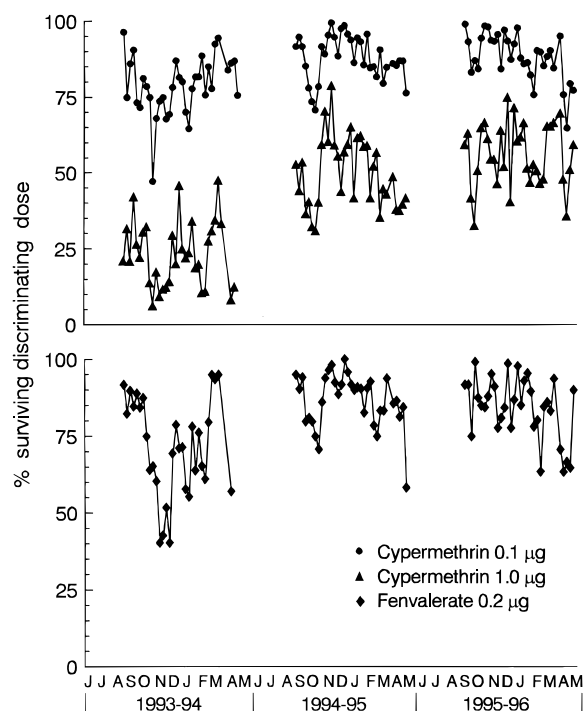 % surviving discriminating dose
100
75
50
25
0
100
75
50
25
0
● Cypermethrin 0.1 µg
▲ Cypermethrin 1.0 µg
◆ Fenvalerate 0.2 µg
J J A S O N D J F M A M J J A S O N D J F M A M J J A S O N D J F M A M
1993-94 1994-95 1995-96